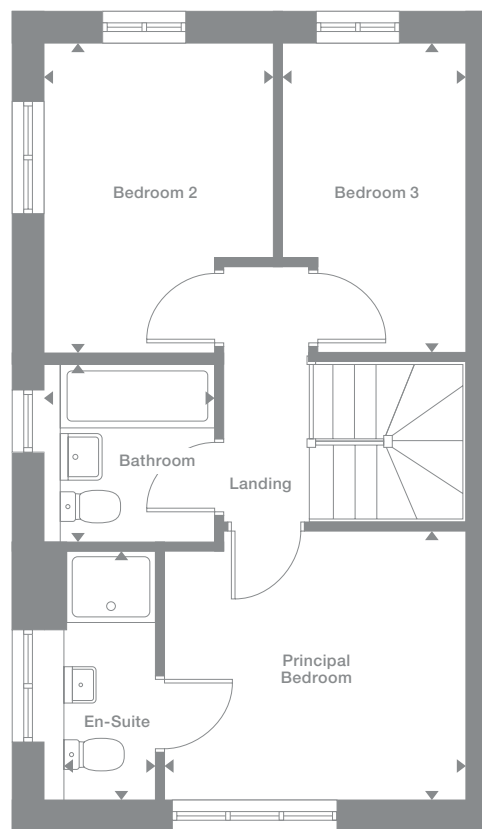 Bedroom 2
Bedroom 3
Bathroom
Landing
Principal
Bedroom
En-Suite